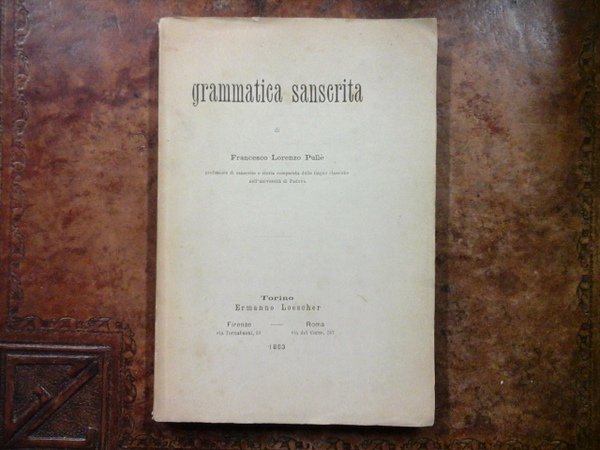 grammatica sanscrita
di
Francesco Lorenzo Pullè
professore di sanscrito e storia comparata delle lingue classiche
nell'università di Padova
Torino
Ermanno Loescher
Firenze — Roma
via Tornabuoni, 20 via del Corso, 307
1883